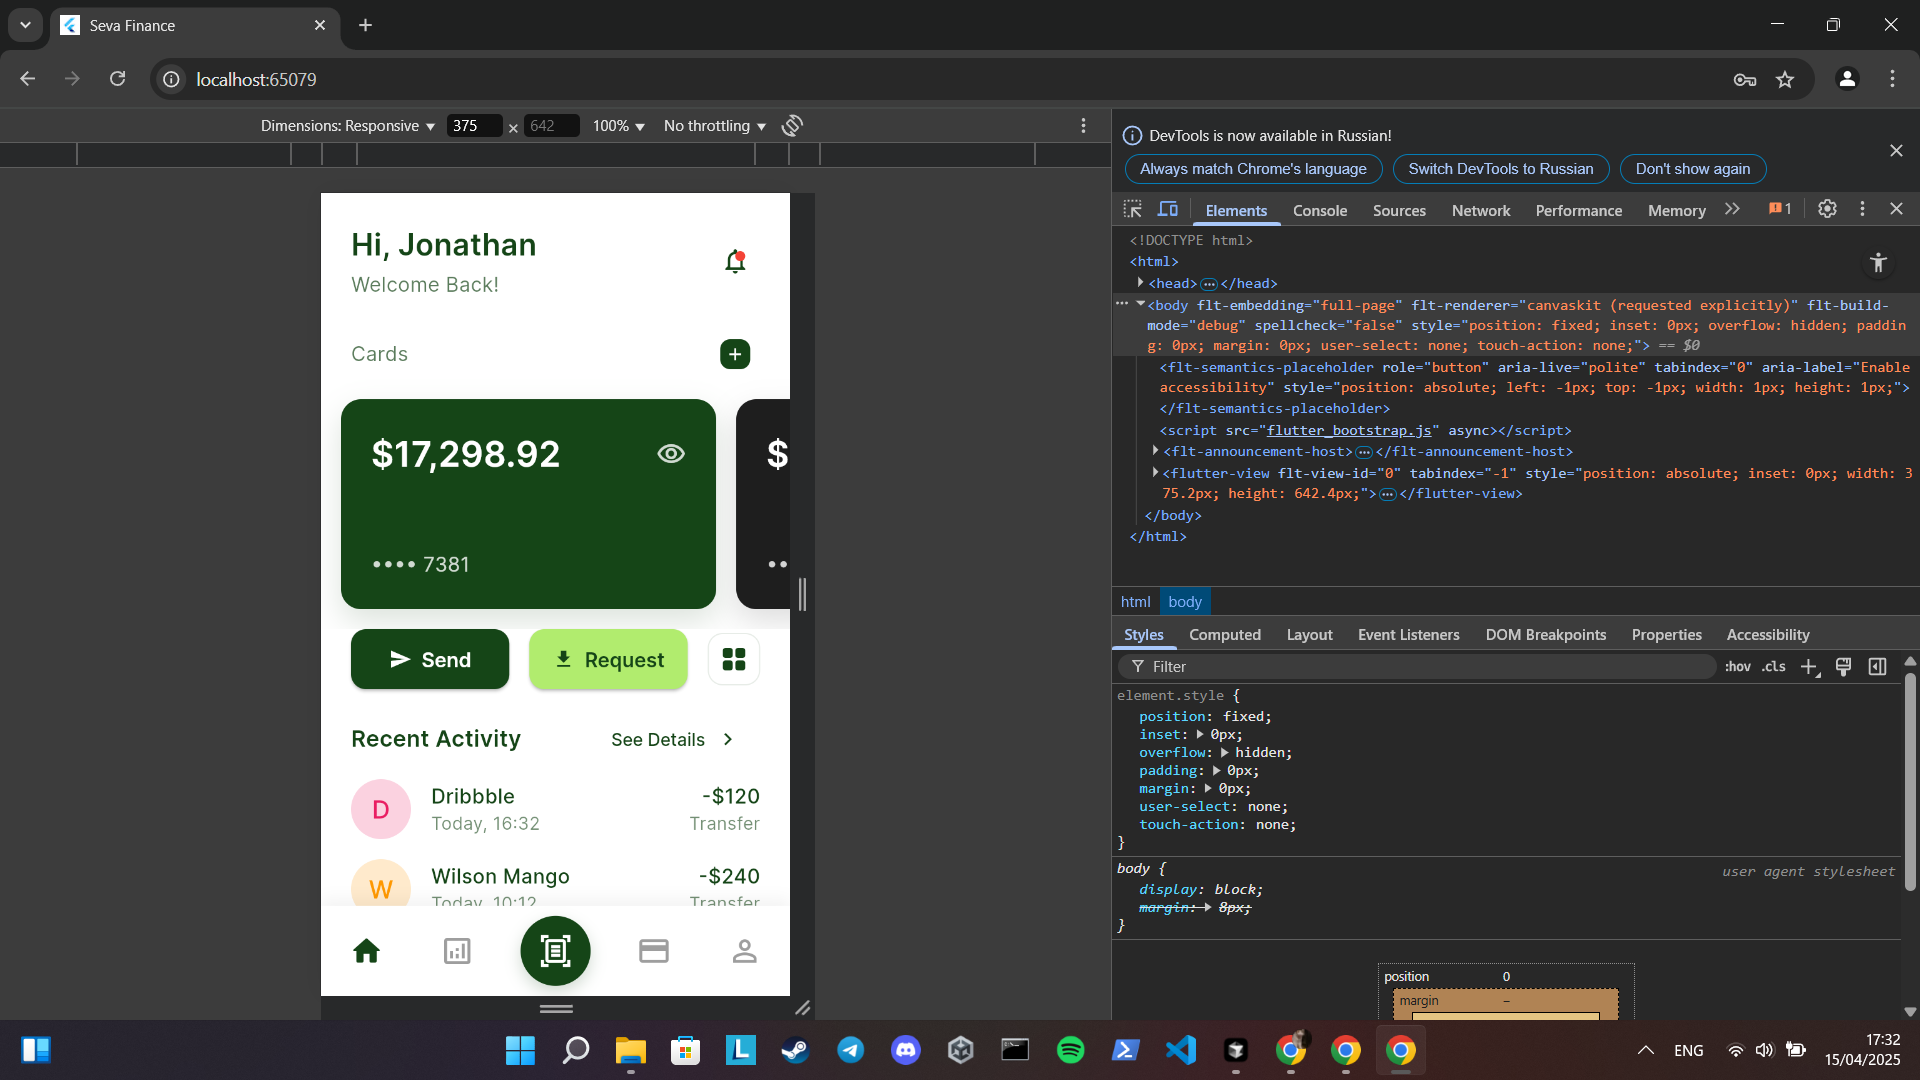 Seva Finance
localhost:65079
Dimensions: Responsive 375 × 642 100% No throttling
DevTools is now available in Russian!
Always match Chrome's language Switch DevTools to Russian Don't show again
Elements Console Sources Network Performance Memory 1
<!DOCTYPE html>
<html>
<head> ... </head>
... <body flt-embedding="full-page" flt-renderer="canvaskit (requested explicitly)" flt-build-
mode="debug" spellcheck="false" style="position: fixed; inset: 0px; overflow: hidden; paddin
g: 0px; margin: 0px; user-select: none; touch-action: none;"> == $0
<flt-semantics-placeholder role="button" aria-live="polite" tabindex="0" aria-label="Enable
accessibility" style="position: absolute; left: -1px; top: -1px; width: 1px; height: 1px;">
</flt-semantics-placeholder>
<script src="flutter_bootstrap.js" async></script>
<flt-announcement-host> ... </flt-announcement-host>
<flutter-view flt-view-id="0" tabindex="-1" style="position: absolute; inset: 0px; width: 3
75.2px; height: 642.4px;"> ... </flutter-view>
</body>
</html>
html body
Styles Computed Layout Event Listeners DOM Breakpoints Properties Accessibility
Filter :hov .cls
element.style {
position: fixed;
inset: 0px;
overflow: hidden;
padding: 0px;
margin: 0px;
user-select: none;
touch-action: none;
}
body { user agent stylesheet
display: block;
margin: 8px;
}
position 0
margin –
Hi, Jonathan
Welcome Back!
Cards
$17,298.92 $
•••• 7381 ••
Send Request
Recent Activity See Details
D Dribbble -$120
Today, 16:32 Transfer
W Wilson Mango -$240
Today, 10:12 Transfer
L
ENG 17:32
15/04/2025